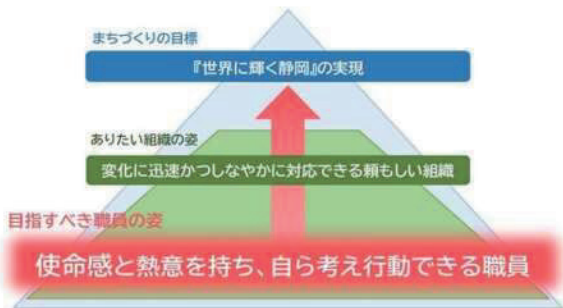 まちづくりの目標
『世界に輝く静岡』の実現
ありたい組織の姿
変化に迅速かつしなやかに対応できる頼もしい組織
目指すべき職員の姿
使命感と熱意を持ち、自ら考え行動できる職員